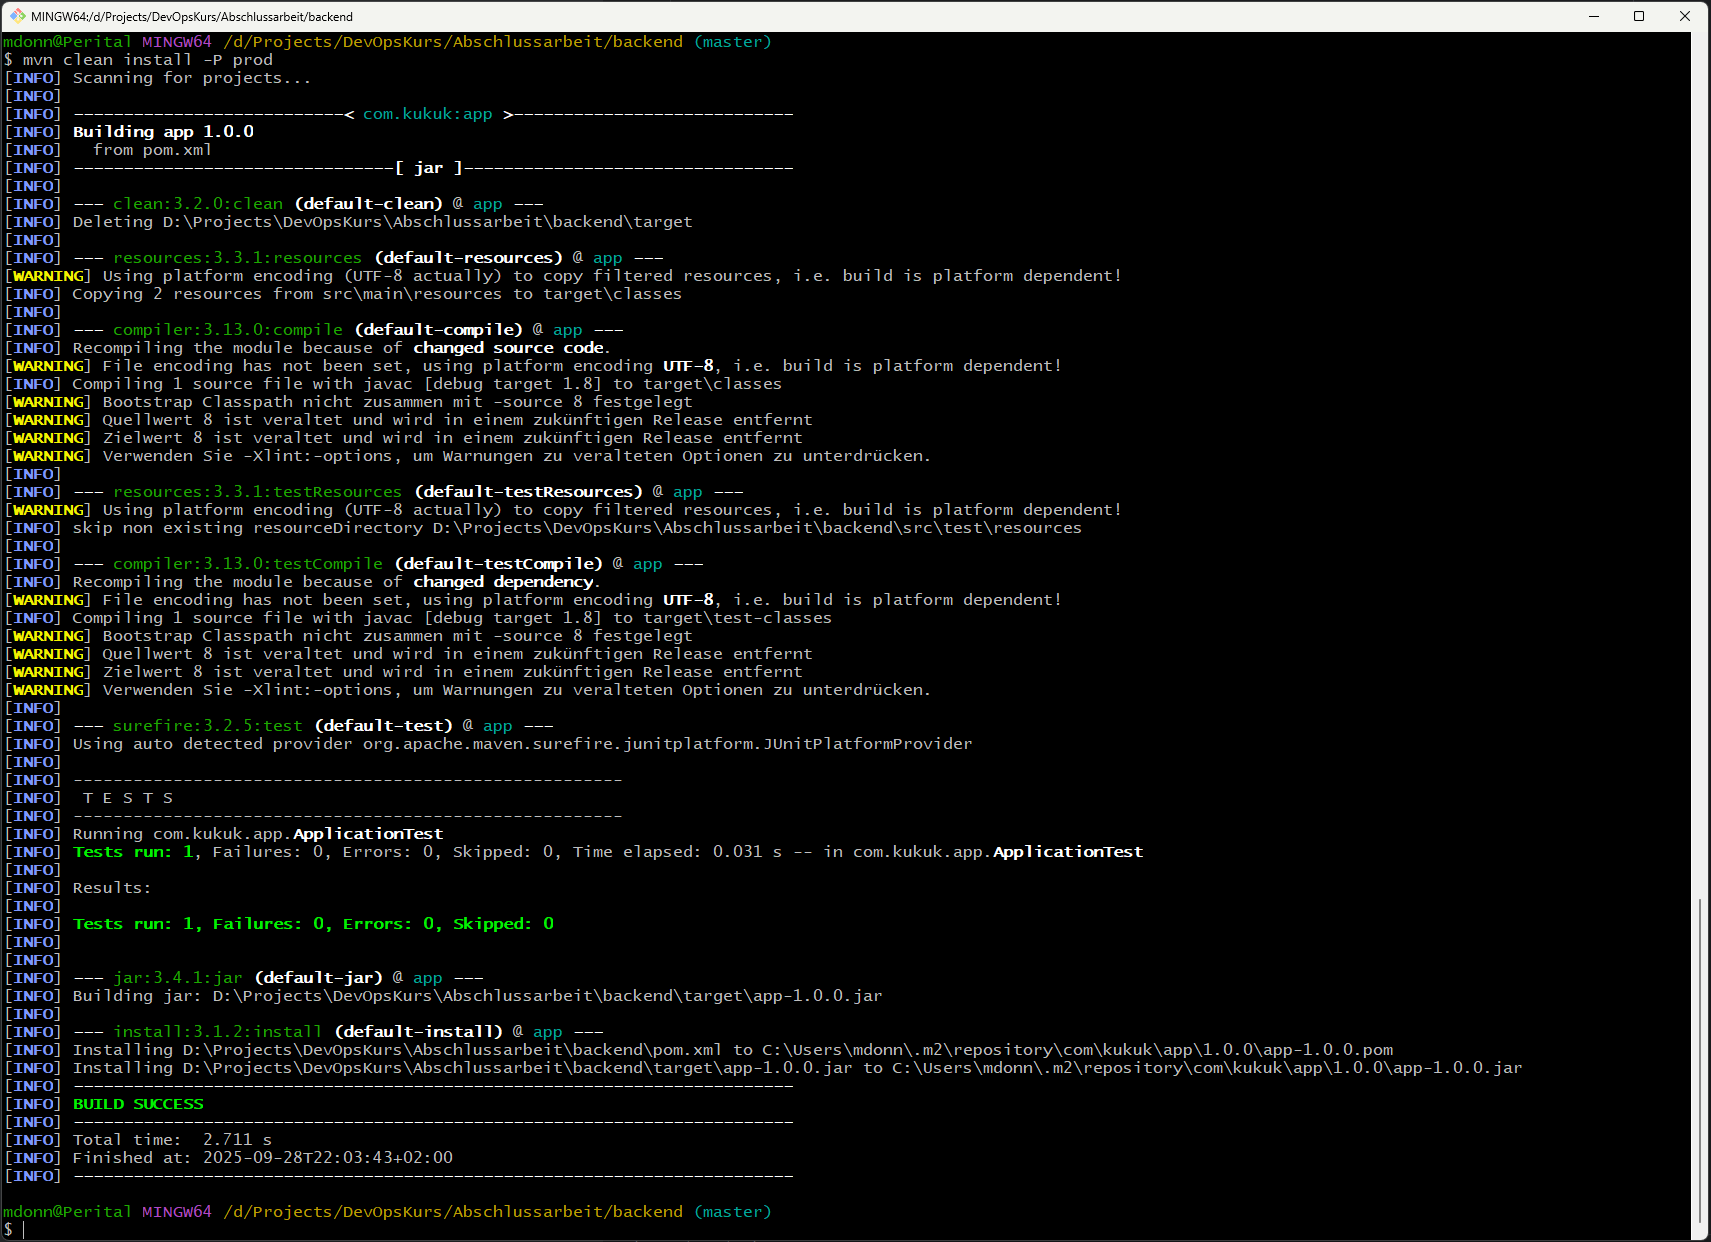 MINGW64:/d/Projects/DevOpsKurs/Abschlussarbeit/backend
mdonn@Perital MINGW64 /d/Projects/DevOpsKurs/Abschlussarbeit/backend (master)
$ mvn clean install -P prod
[INFO] Scanning for projects...
[INFO]
[INFO] ---------------------------< com.kukuk:app >----------------------------
[INFO] Building app 1.0.0
[INFO]   from pom.xml
[INFO] --------------------------------[ jar ]---------------------------------
[INFO]
[INFO] --- clean:3.2.0:clean (default-clean) @ app ---
[INFO] Deleting D:\Projects\DevOpsKurs\Abschlussarbeit\backend\target
[INFO]
[INFO] --- resources:3.3.1:resources (default-resources) @ app ---
[WARNING] Using platform encoding (UTF-8 actually) to copy filtered resources, i.e. build is platform dependent!
[INFO] Copying 2 resources from src\main\resources to target\classes
[INFO]
[INFO] --- compiler:3.13.0:compile (default-compile) @ app ---
[INFO] Recompiling the module because of changed source code.
[WARNING] File encoding has not been set, using platform encoding UTF-8, i.e. build is platform dependent!
[INFO] Compiling 1 source file with javac [debug target 1.8] to target\classes
[WARNING] Bootstrap Classpath nicht zusammen mit -source 8 festgelegt
[WARNING] Quellwert 8 ist veraltet und wird in einem zukünftigen Release entfernt
[WARNING] Zielwert 8 ist veraltet und wird in einem zukünftigen Release entfernt
[WARNING] Verwenden Sie -Xlint:-options, um Warnungen zu veralteten Optionen zu unterdrücken.
[INFO]
[INFO] --- resources:3.3.1:testResources (default-testResources) @ app ---
[WARNING] Using platform encoding (UTF-8 actually) to copy filtered resources, i.e. build is platform dependent!
[INFO] skip non existing resourceDirectory D:\Projects\DevOpsKurs\Abschlussarbeit\backend\src\test\resources
[INFO]
[INFO] --- compiler:3.13.0:testCompile (default-testCompile) @ app ---
[INFO] Recompiling the module because of changed dependency.
[WARNING] File encoding has not been set, using platform encoding UTF-8, i.e. build is platform dependent!
[INFO] Compiling 1 source file with javac [debug target 1.8] to target\test-classes
[WARNING] Bootstrap Classpath nicht zusammen mit -source 8 festgelegt
[WARNING] Quellwert 8 ist veraltet und wird in einem zukünftigen Release entfernt
[WARNING] Zielwert 8 ist veraltet und wird in einem zukünftigen Release entfernt
[WARNING] Verwenden Sie -Xlint:-options, um Warnungen zu veralteten Optionen zu unterdrücken.
[INFO]
[INFO] --- surefire:3.2.5:test (default-test) @ app ---
[INFO] Using auto detected provider org.apache.maven.surefire.junitplatform.JUnitPlatformProvider
[INFO]
[INFO] -------------------------------------------------------
[INFO]  T E S T S
[INFO] -------------------------------------------------------
[INFO] Running com.kukuk.app.ApplicationTest
[INFO] Tests run: 1, Failures: 0, Errors: 0, Skipped: 0, Time elapsed: 0.031 s -- in com.kukuk.app.ApplicationTest
[INFO]
[INFO] Results:
[INFO]
[INFO] Tests run: 1, Failures: 0, Errors: 0, Skipped: 0
[INFO]
[INFO]
[INFO] --- jar:3.4.1:jar (default-jar) @ app ---
[INFO] Building jar: D:\Projects\DevOpsKurs\Abschlussarbeit\backend\target\app-1.0.0.jar
[INFO]
[INFO] --- install:3.1.2:install (default-install) @ app ---
[INFO] Installing D:\Projects\DevOpsKurs\Abschlussarbeit\backend\pom.xml to C:\Users\mdonn\.m2\repository\com\kukuk\app\1.0.0\app-1.0.0.pom
[INFO] Installing D:\Projects\DevOpsKurs\Abschlussarbeit\backend\target\app-1.0.0.jar to C:\Users\mdonn\.m2\repository\com\kukuk\app\1.0.0\app-1.0.0.jar
[INFO] ------------------------------------------------------------------------
[INFO] BUILD SUCCESS
[INFO] ------------------------------------------------------------------------
[INFO] Total time:  2.711 s
[INFO] Finished at: 2025-09-28T22:03:43+02:00
[INFO] ------------------------------------------------------------------------
mdonn@Perital MINGW64 /d/Projects/DevOpsKurs/Abschlussarbeit/backend (master)
$